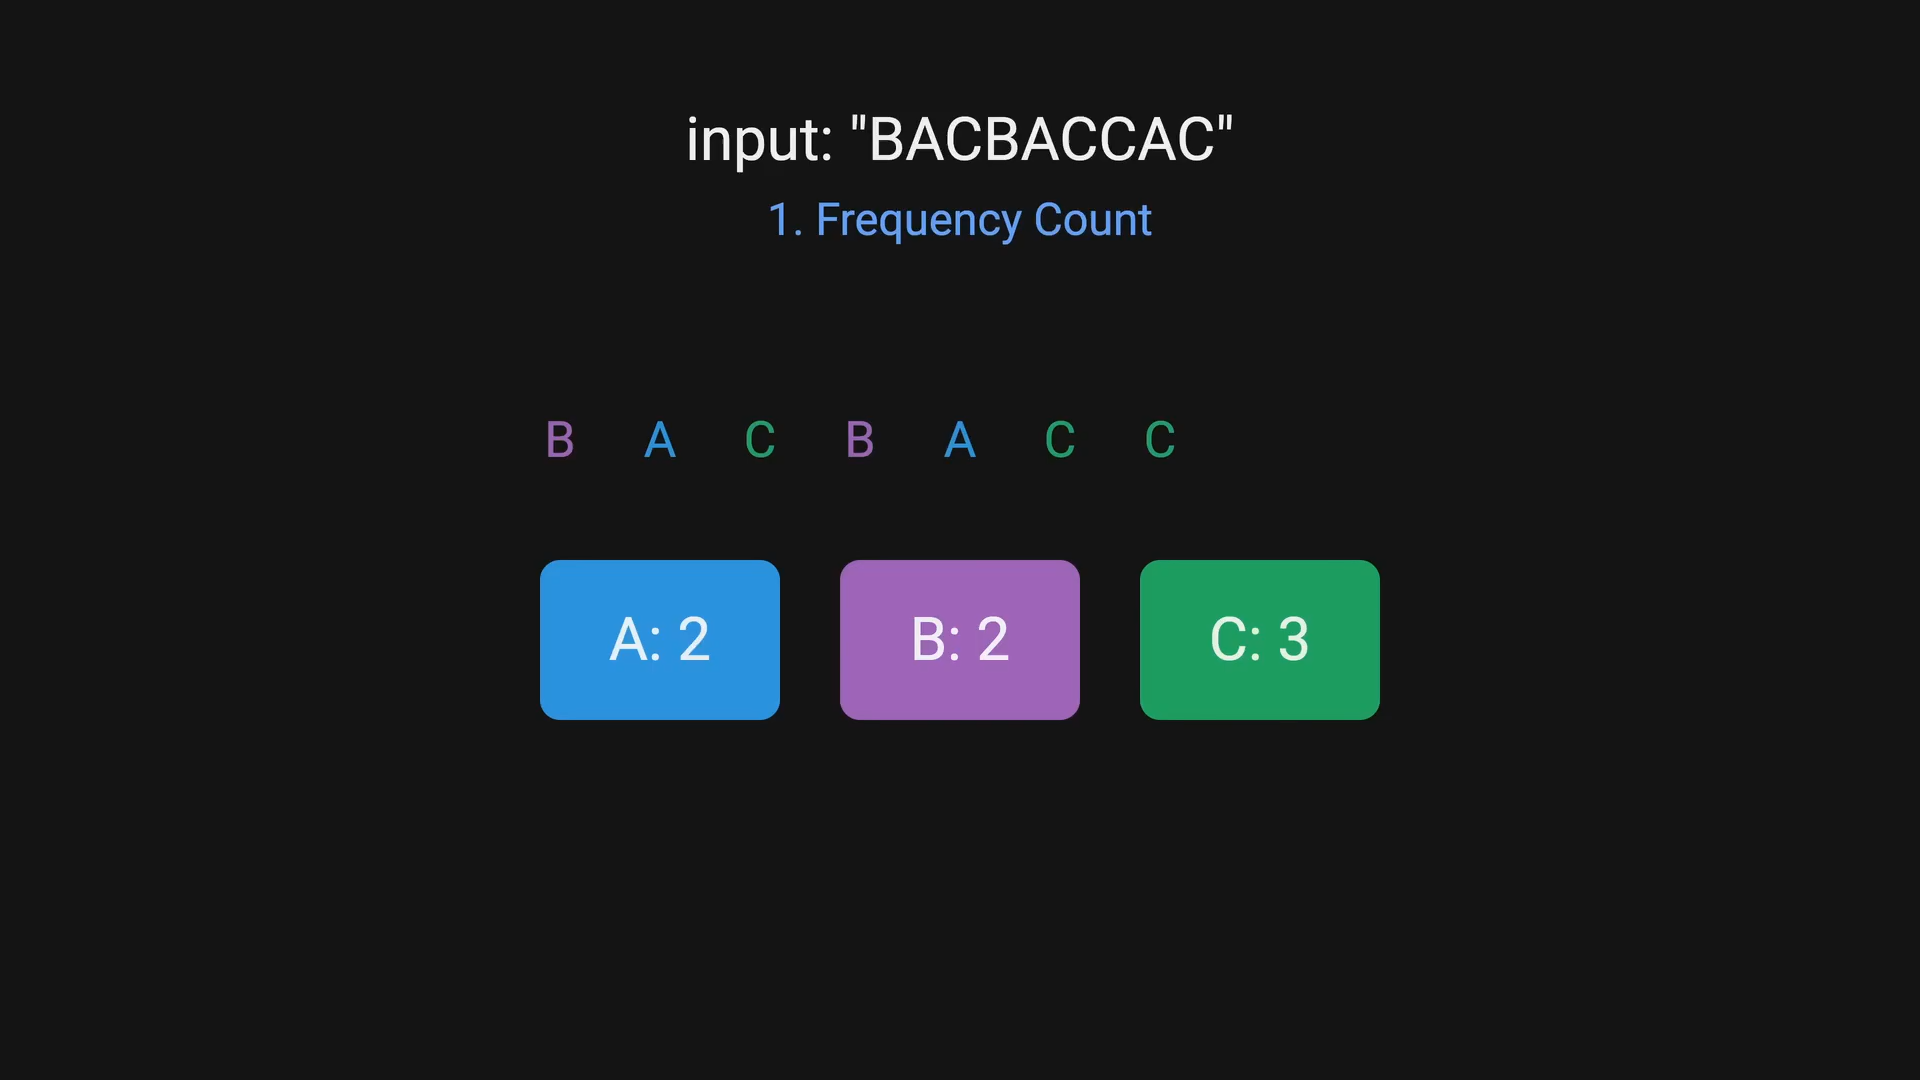 input: "BACBACCAC"
1. Frequency Count
B A C B A C C
A: 2 B: 2 C: 3